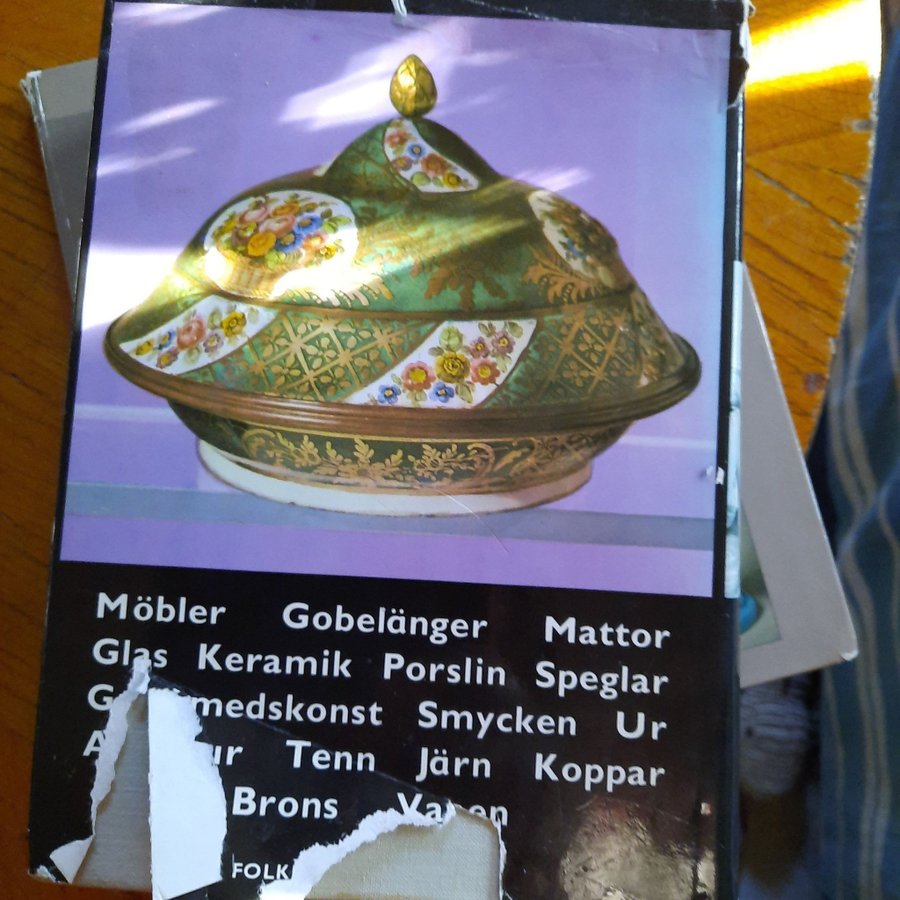 Möbler Gobelänger Mattor
Glas Keramik Porslin Speglar
medskonst Smycken Ur
Tenn Järn Koppar
Brons
FOLK